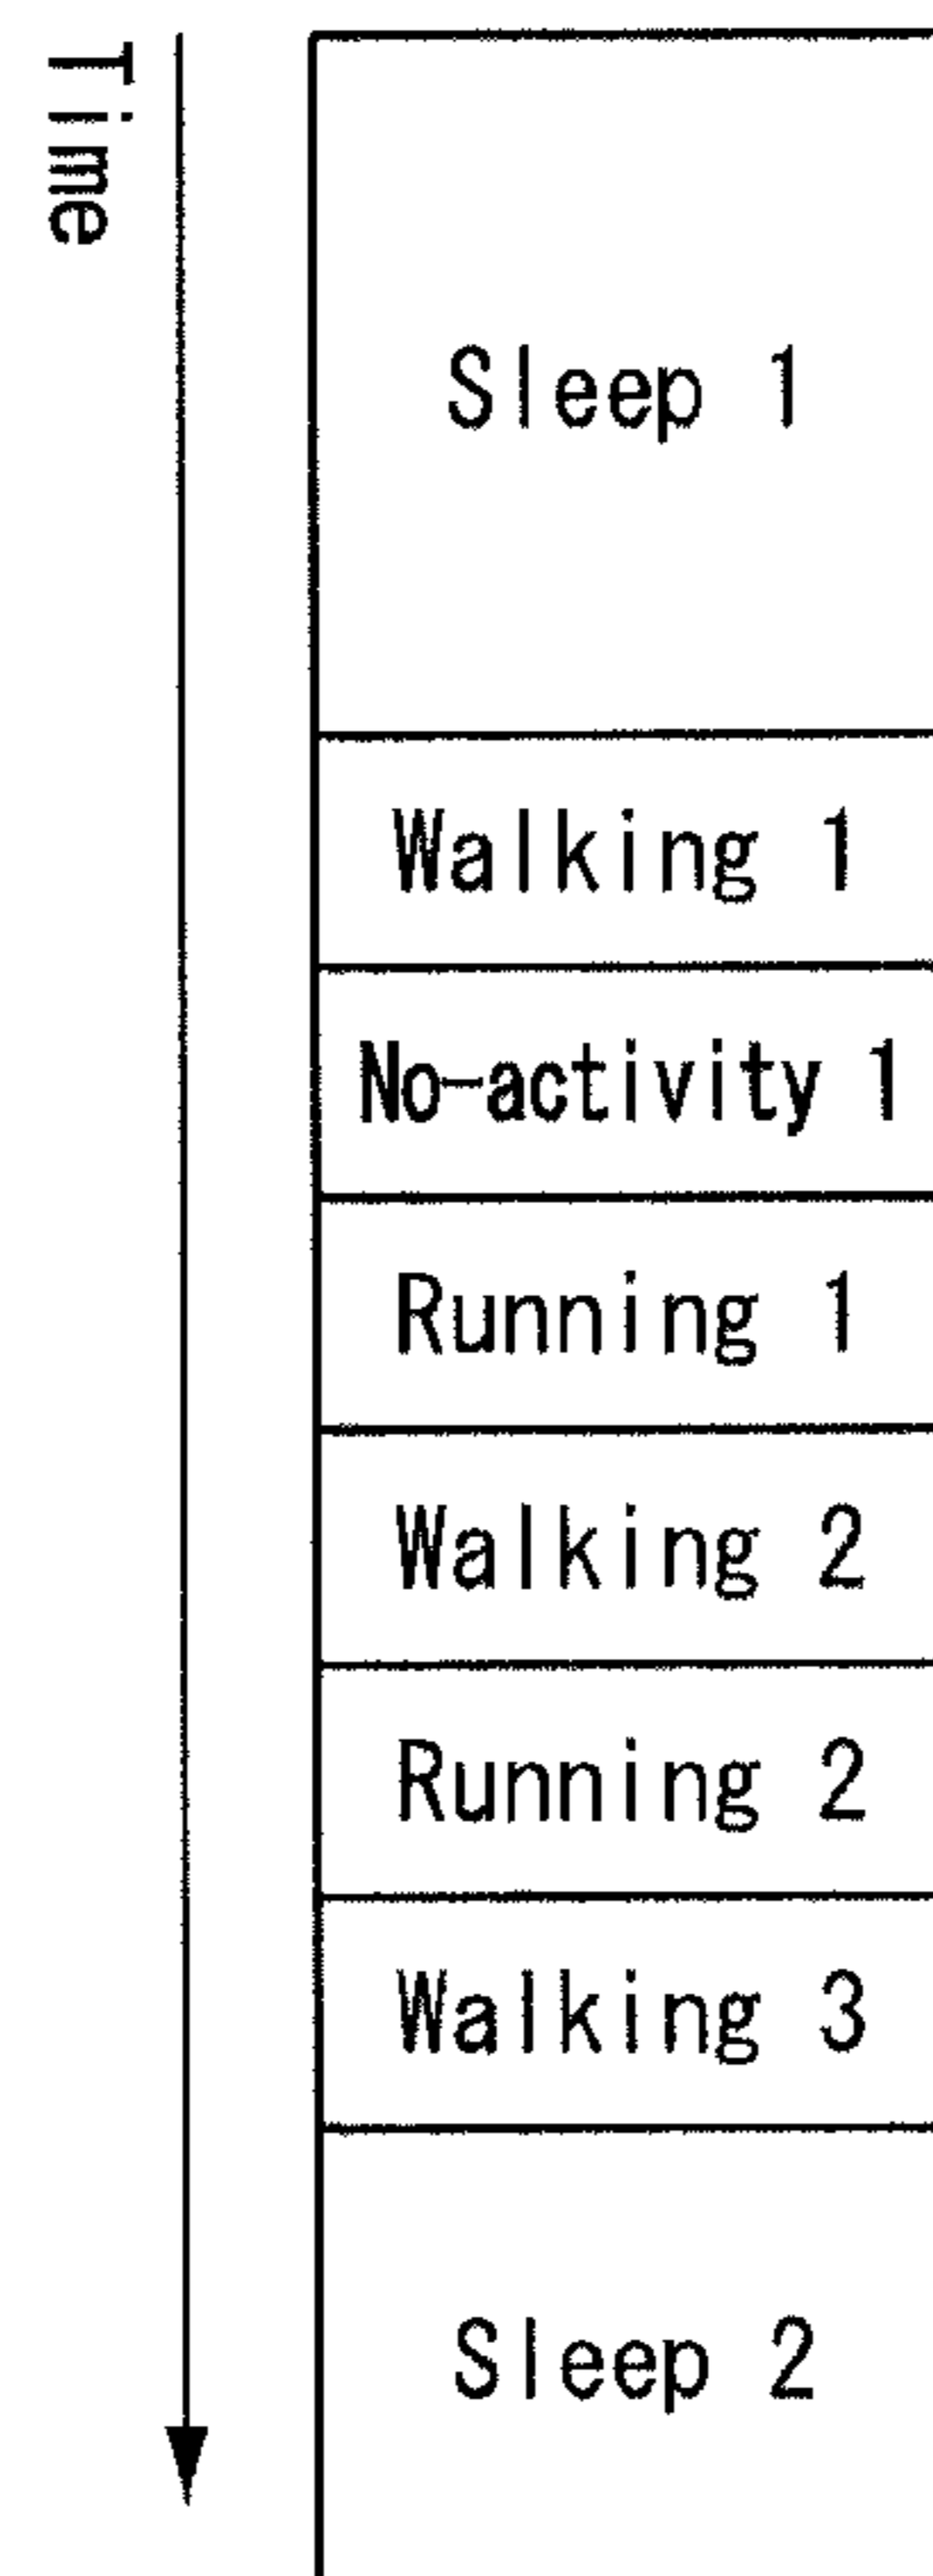 Time
Sleep 1
Walking 1
No-activity 1
Running 1
Walking 2
Running 2
Walking 3
Sleep 2